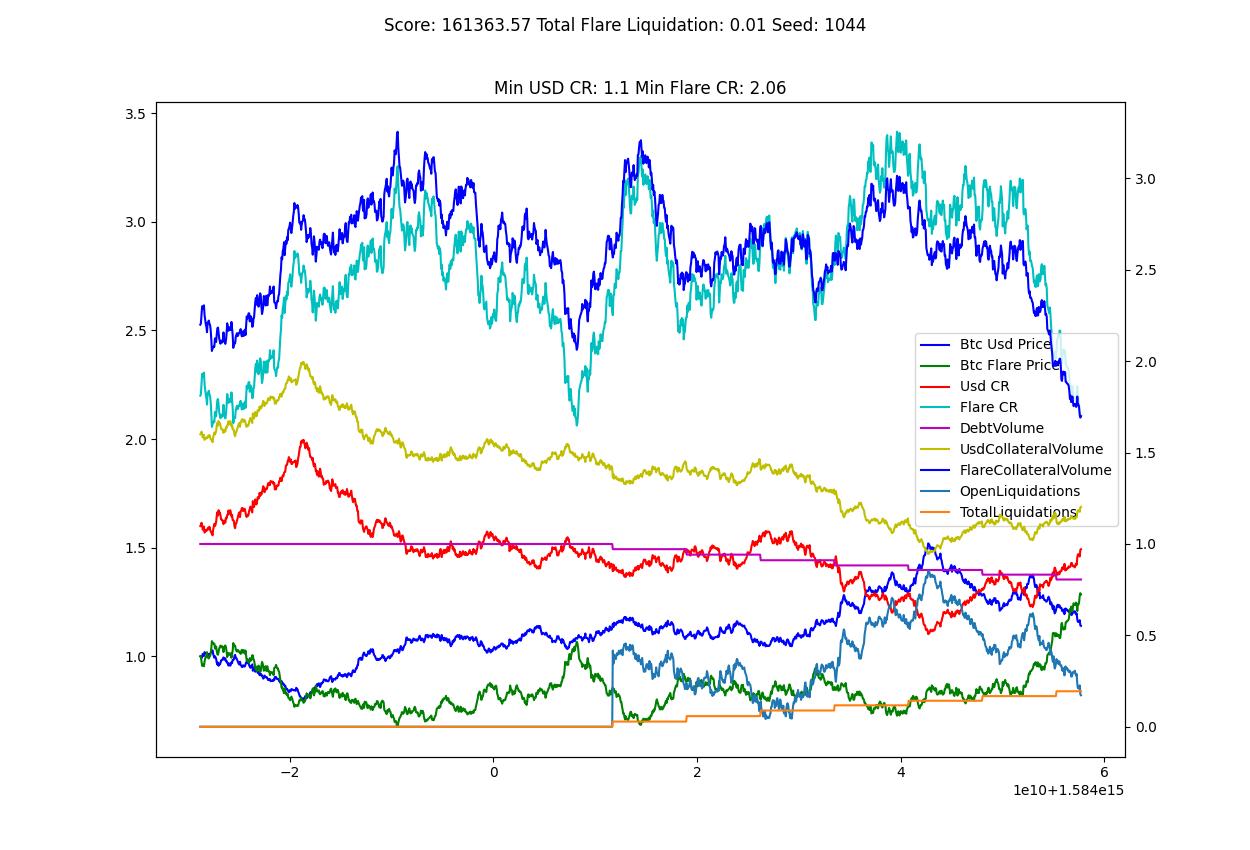 Score: 161363.57 Total Flare Liquidation: 0.01 Seed: 1044
Min USD CR: 1.1 Min Flare CR: 2.06
3.5
3.0
2.5
2.0
1.5
1.0
3.0
2.5
2.0
1.5
1.0
0.5
0.0
Btc Usd Price
Btc Flare Price
Usd CR
Flare CR
DebtVolume
UsdCollateralVolume
FlareCollateralVolume
OpenLiquidations
TotalLiquidations
−2 0 2 4 6
1e10+1.584e15